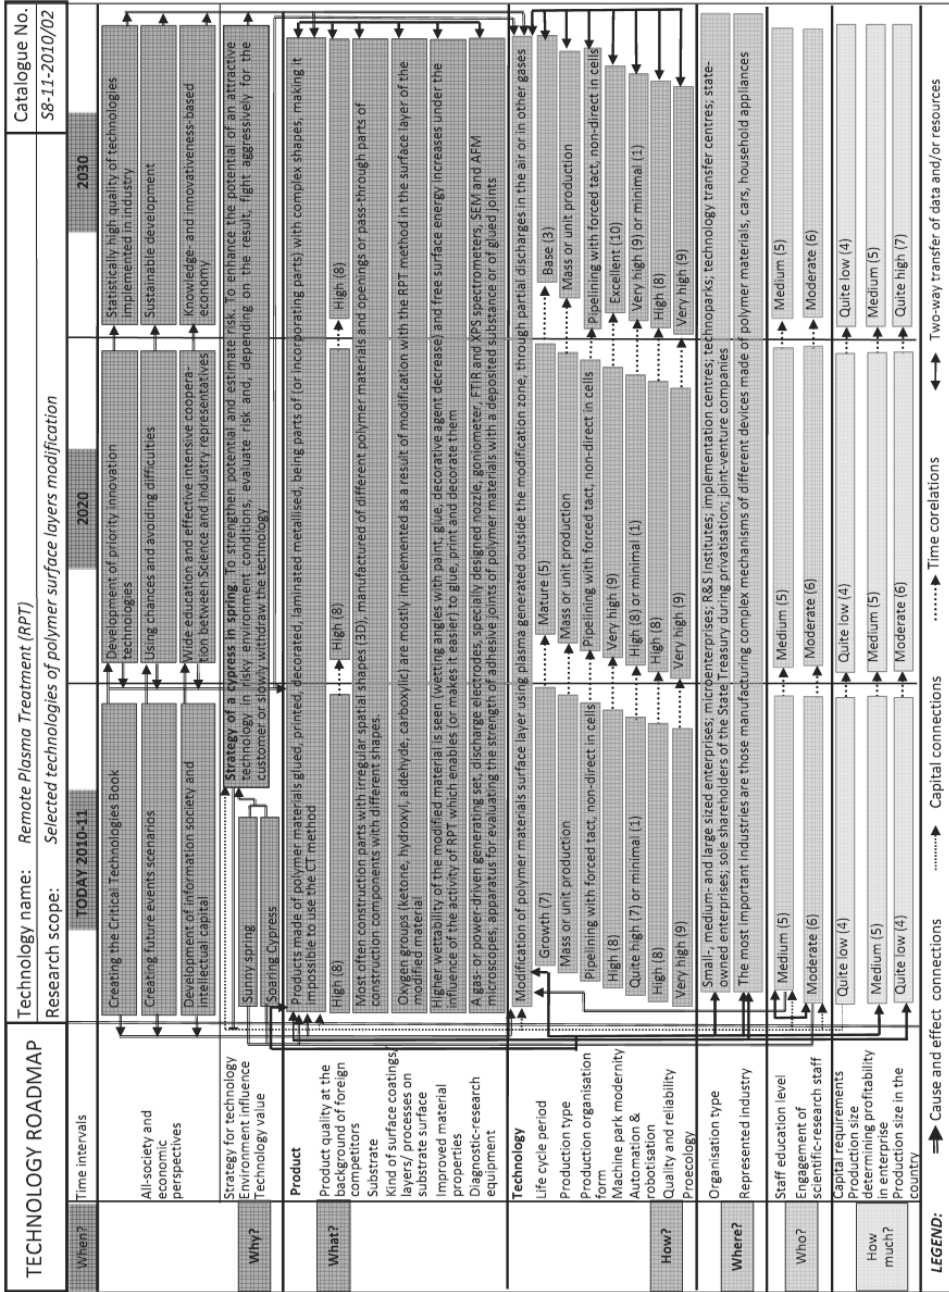 TECHNOLOGY ROADMAP
Technology name: Remote Plasma Treatment (RPT)
Research scope: Selected technologies of polymer surface layers modification
Catalogue No.
S8-11-2010/02
When?
Time intervals
TODAY 2010-11
2020
2030
All-society and
economic
perspectives
Creating the Critical Technologies Book
Development of priority innovation
technologies
Statistically high quality of technologies
implemented in industry
Creating future events scenarios
Using chances and avoiding difficulties
Sustainable development
Development of information society and
intellectual capital
Wide education and effective intensive coopera-
tion between Science and Industry representatives
Knowledge- and innovativeness-based
economy
Why?
Strategy for technology
Environment influence
Technology value
Sunny spring
Soaring Cypress
Strategy of a cypress in spring. To strengthen potential and estimate risk. To enhance the potential of an attractive
technology in risky environment conditions, evaluate risk and, depending on the result, fight aggressively for the
customer or slowly withdraw the technology
What?
Product
Products made of polymer materials glued, printed, decorated, laminated metallised, being parts of (or incorporating parts) with complex shapes, making it
impossible to use the CT method
Product quality at the
background of foreign
competitors
High (8)
High (8)
High (8)
Substrate
Most often construction parts with irregular spatial shapes (3D), manufactured of different polymer materials and openings or pass-through parts of
construction components with different shapes.
Kind of surface coatings/
layers/ processes on
substrate surface
Oxygen groups (ketone, hydroxyl, aldehyde, carboxylic) are mostly implemented as a result of modification with the RPT method in the surface layer of the
modified material
Improved material
properties
Higher wettability of the modified material is seen (wetting angles with paint, glue, decorative agent decrease) and free surface energy increases under the
influence of the activity of RPT which enables (or makes it easier) to glue, print and decorate them
Diagnostic-research
equipment
A gas- or power-driven generating set, discharge electrodes, specially designed nozzle, goniometer, FTIR and XPS spectrometers, SEM and AFM
microscopes, apparatus for evaluating the strength of adhesive joints of polymer materials with a deposited substance or of glued joints
How?
Technology
Modification of polymer materials surface layer using plasma generated outside the modification zone, through partial discharges in the air or in other gases
Life cycle period
Growth (7)
Mature (5)
Base (3)
Production type
Mass or unit production
Mass or unit production
Mass or unit production
Production organisation
form
Pipelining with forced tact, non-direct in cells
Pipelining with forced tact, non-direct in cells
Pipelining with forced tact, non-direct in cells
Machine park modernity
High (8)
Very high (9)
Excellent (10)
Automation &
robotisation
Quite high (7) or minimal (1)
High (8) or minimal (1)
Very high (9) or minimal (1)
Quality and reliability
High (8)
High (8)
High (8)
Proecology
Very high (9)
Very high (9)
Very high (9)
Where?
Organisation type
Small-, medium- and large sized enterprises; microenterprises; R&S Institutes; implementation centres; technoparks; technology transfer centres; state-
owned enterprises; sole shareholders of the State Treasury during privatisation; joint-venture companies
Represented industry
The most important industries are those manufacturing complex mechanisms of different devices made of polymer materials, cars, household appliances
Who?
Staff education level
Medium (5)
Medium (5)
Medium (5)
Engagement of
scientific-research staff
Moderate (6)
Moderate (6)
Moderate (6)
How
much?
Capital requirements
Quite low (4)
Quite low (4)
Quite low (4)
Production size
determining profitability
in enterprise
Medium (5)
Medium (5)
Medium (5)
Production size in the
country
Quite low (4)
Moderate (6)
Quite high (7)
LEGEND:
Cause and effect connections
Capital connections
Time corelations
Two-way transfer of data and/or resources